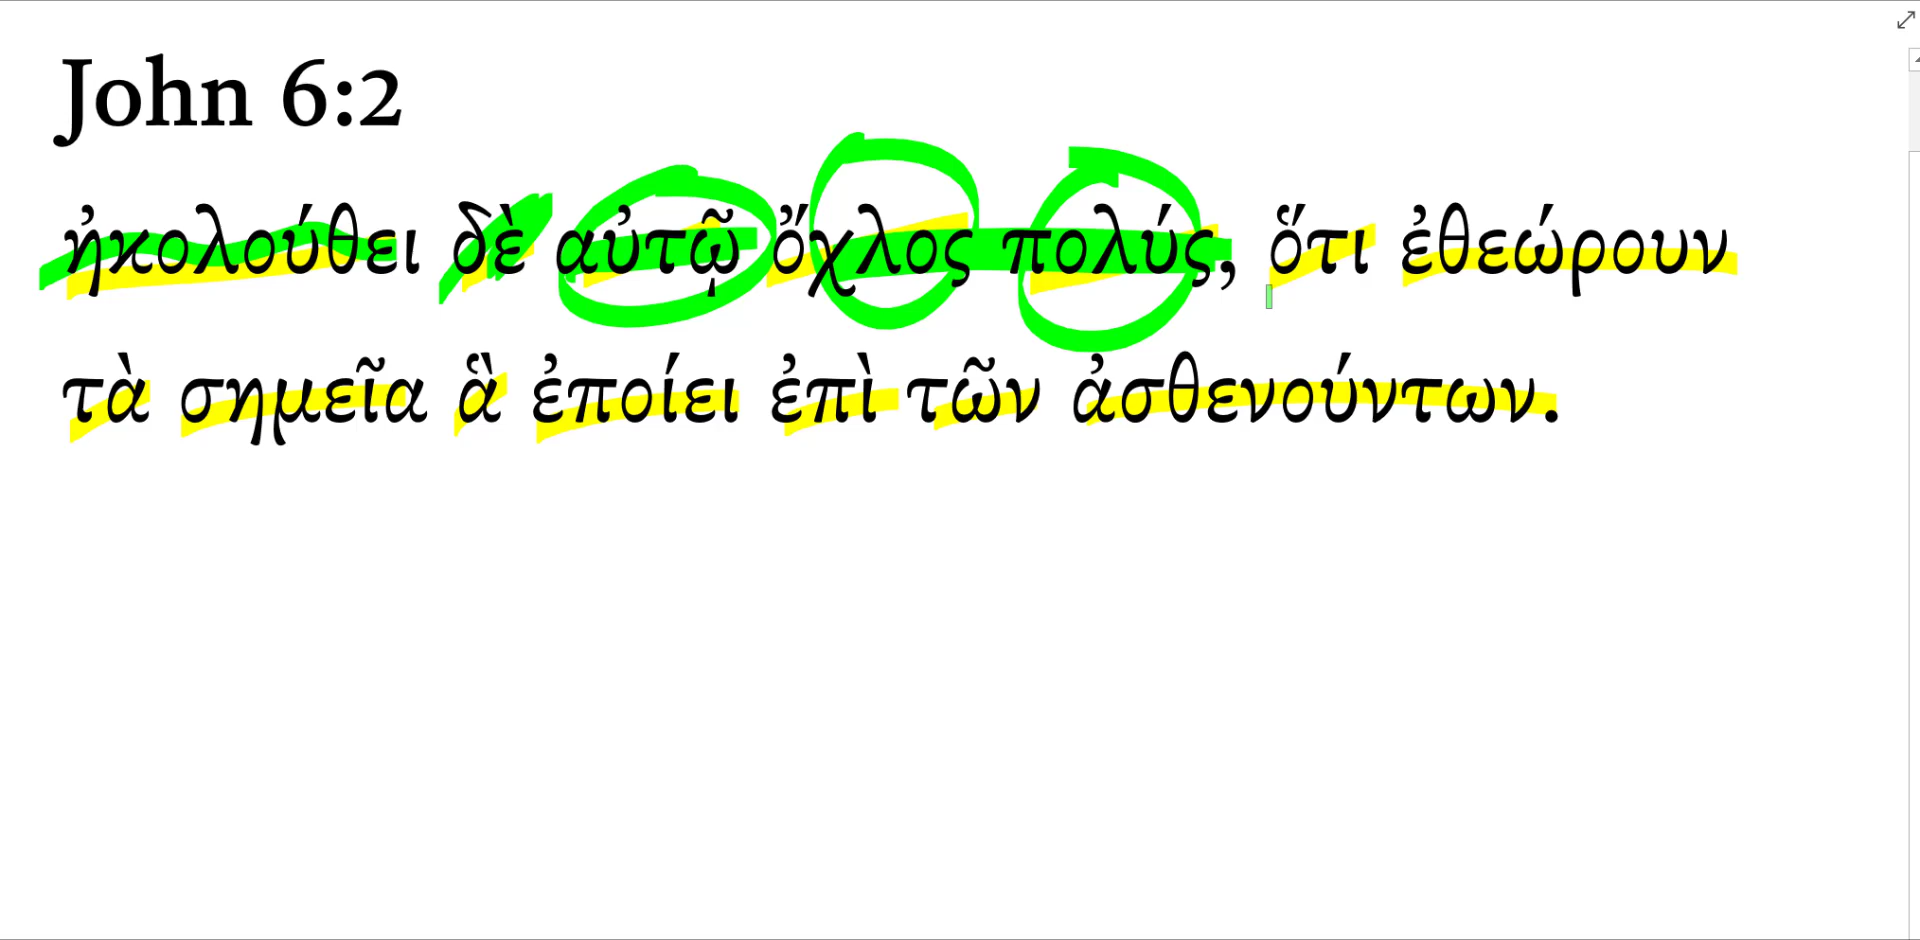 John 6:2
ἠκολούθει δὲ αὐτῷ ὄχλος πολύς, ὅτι ἐθεώρουν
τὰ σημεῖα ἃ ἐποίει ἐπὶ τῶν ἀσθενούντων.